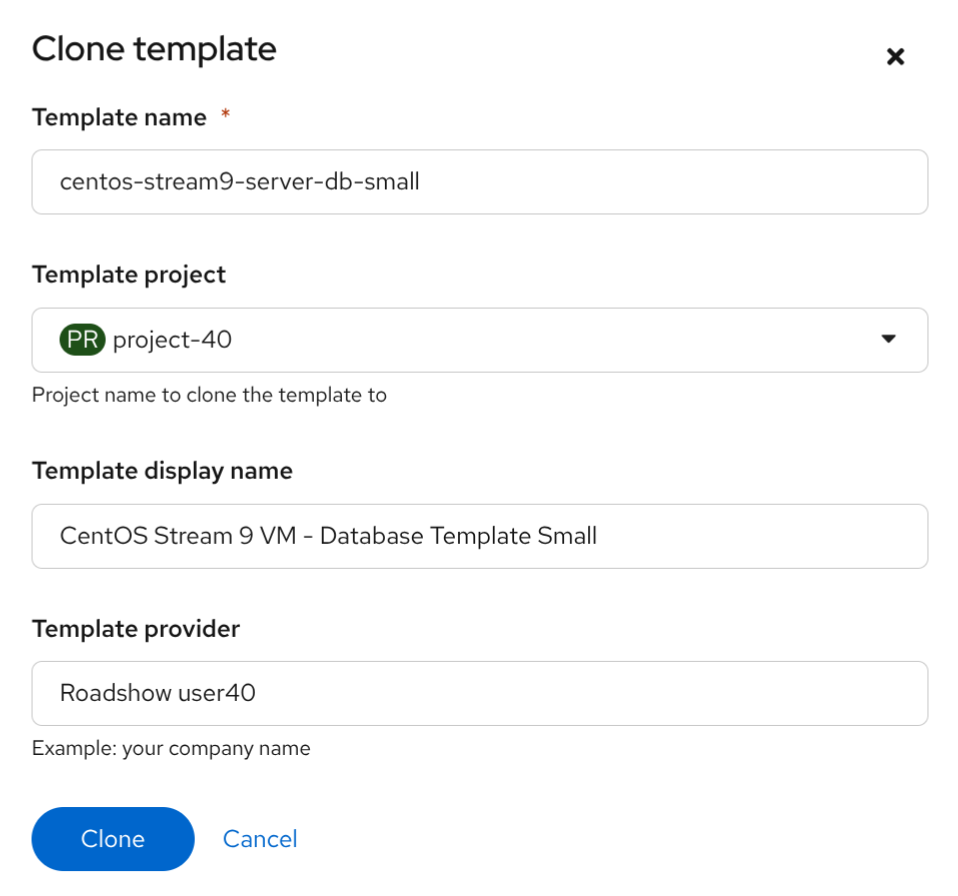 Clone template
Template name *
centos-stream9-server-db-small
Template project
PR project-40
Project name to clone the template to
Template display name
CentOS Stream 9 VM - Database Template Small
Template provider
Roadshow user40
Example: your company name
Clone Cancel